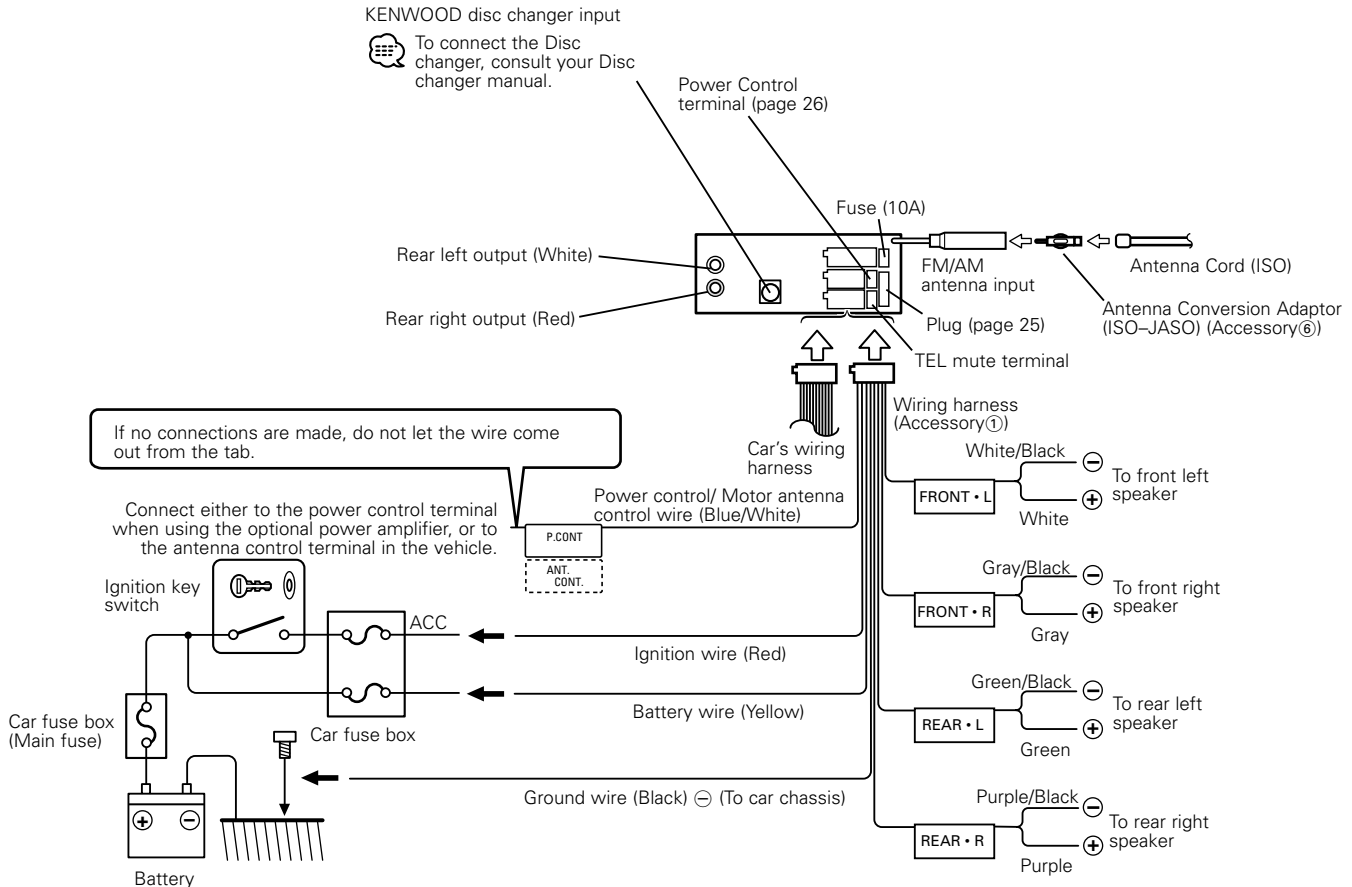 KENWOOD disc changer input
To connect the Disc
changer, consult your Disc
changer manual.
Power Control
terminal (page 26)
Fuse (10A)
Rear left output (White)
Rear right output (Red)
FM/AM
antenna input
Antenna Cord (ISO)
Antenna Conversion Adaptor
(ISO–JASO) (Accessory⑥)
Plug (page 25)
TEL mute terminal
Wiring harness
(Accessory①)
Car's wiring
harness
If no connections are made, do not let the wire come
out from the tab.
Power control/ Motor antenna
control wire (Blue/White)
Connect either to the power control terminal
when using the optional power amplifier, or to
the antenna control terminal in the vehicle.
P.CONT
ANT.
CONT.
White/Black
⊖
To front left
speaker
FRONT • L
⊕
White
Gray/Black
⊖
To front right
speaker
FRONT • R
⊕
Gray
Ignition key
switch
ACC
Ignition wire (Red)
Battery wire (Yellow)
Car fuse box
(Main fuse)
Car fuse box
Green/Black
⊖
To rear left
speaker
REAR • L
⊕
Green
Ground wire (Black) ⊖ (To car chassis)
Purple/Black
⊖
To rear right
speaker
REAR • R
⊕
Purple
⊕ ⊖
Battery